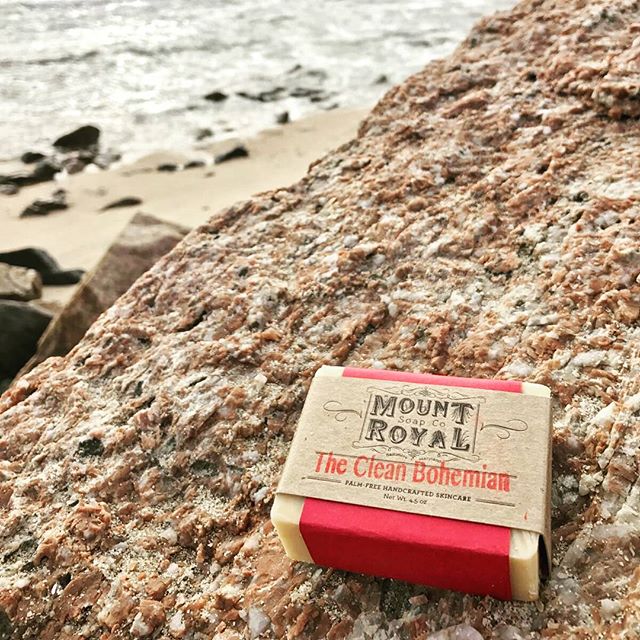 MOUNT
Soap Co
ROYAL
The Clean Bohemian
PALM-FREE HANDCRAFTED SKINCARE
Net Wt. 4.5 oz